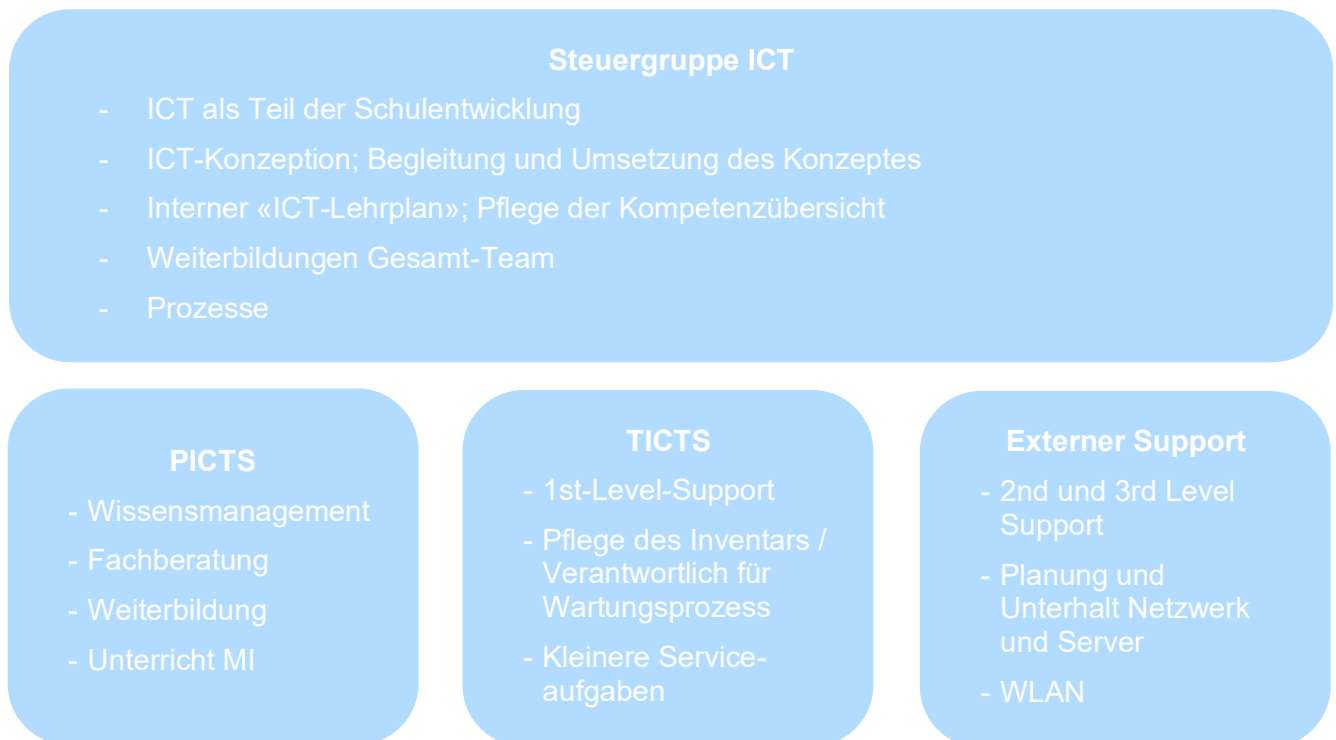 Steuergruppe ICT
- ICT als Teil der Schulentwicklung
- ICT-Konzeption; Begleitung und Umsetzung des Konzeptes
- Interner «ICT-Lehrplan»; Pflege der Kompetenzübersicht
- Weiterbildungen Gesamt-Team
- Prozesse
PICTS
- Wissensmanagement
- Fachberatung
- Weiterbildung
- Unterricht MI
TICTS
- 1st-Level-Support
- Pflege des Inventars /
Verantwortlich für
Wartungsprozess
- Kleinere Service-
aufgaben
Externer Support
- 2nd und 3rd Level
Support
- Planung und
Unterhalt Netzwerk
und Server
- WLAN